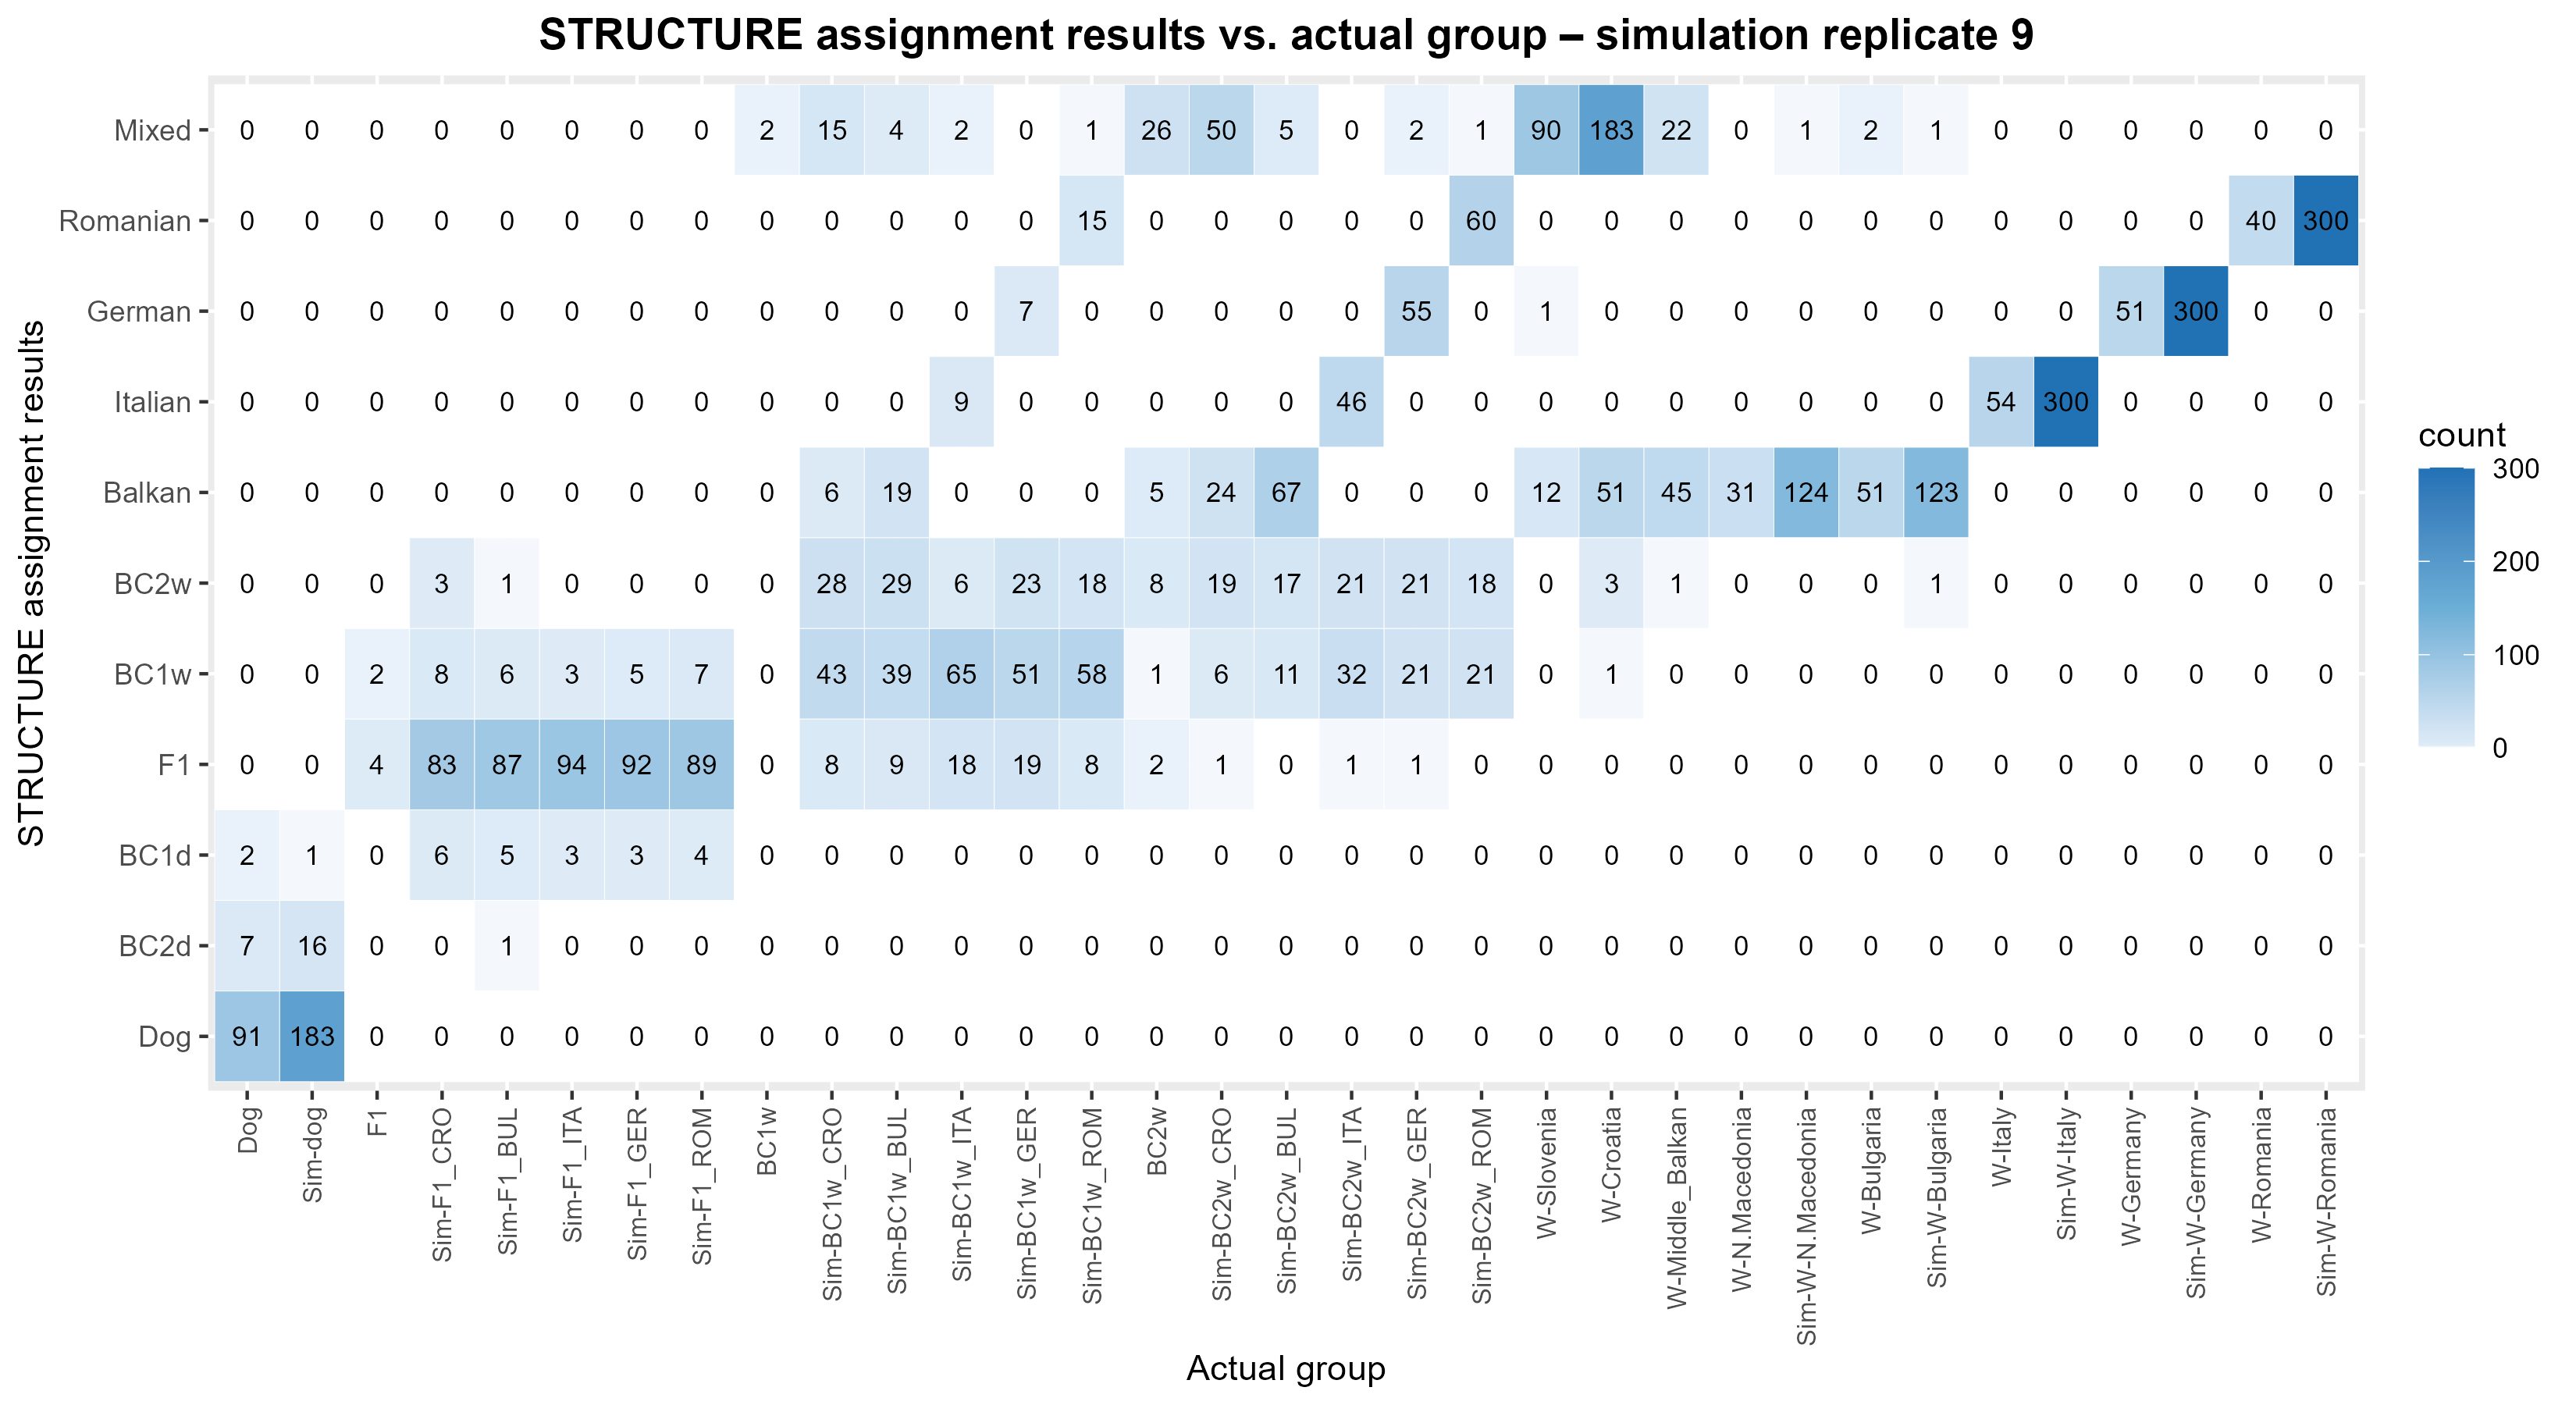 STRUCTURE assignment results vs. actual group – simulation replicate 9
STRUCTURE assignment results
Mixed 0 0 0 0 0 0 0 0 2 15 4 2 0 1 26 50 5 0 2 1 90 183 22 0 1 2 1 0 0 0 0 0 0
Romanian 0 0 0 0 0 0 0 0 0 0 0 0 0 15 0 0 0 0 0 60 0 0 0 0 0 0 0 0 0 0 0 40 300
German 0 0 0 0 0 0 0 0 0 0 0 0 7 0 0 0 0 0 55 0 1 0 0 0 0 0 0 0 0 51 300 0 0
Italian 0 0 0 0 0 0 0 0 0 0 0 9 0 0 0 0 0 46 0 0 0 0 0 0 0 0 0 54 300 0 0 0 0
Balkan 0 0 0 0 0 0 0 0 0 6 19 0 0 0 5 24 67 0 0 0 12 51 45 31 124 51 123 0 0 0 0 0 0
BC2w 0 0 0 3 1 0 0 0 0 28 29 6 23 18 8 19 17 21 21 18 0 3 1 0 0 0 1 0 0 0 0 0 0
BC1w 0 0 2 8 6 3 5 7 0 43 39 65 51 58 1 6 11 32 21 21 0 1 0 0 0 0 0 0 0 0 0 0 0
F1 0 0 4 83 87 94 92 89 0 8 9 18 19 8 2 1 0 1 1 0 0 0 0 0 0 0 0 0 0 0 0 0 0
BC1d 2 1 0 6 5 3 3 4 0 0 0 0 0 0 0 0 0 0 0 0 0 0 0 0 0 0 0 0 0 0 0 0 0
BC2d 7 16 0 0 1 0 0 0 0 0 0 0 0 0 0 0 0 0 0 0 0 0 0 0 0 0 0 0 0 0 0 0 0
Dog 91 183 0 0 0 0 0 0 0 0 0 0 0 0 0 0 0 0 0 0 0 0 0 0 0 0 0 0 0 0 0 0 0
Dog
Sim-dog
F1
Sim-F1_CRO
Sim-F1_BUL
Sim-F1_ITA
Sim-F1_GER
Sim-F1_ROM
BC1w
Sim-BC1w_CRO
Sim-BC1w_BUL
Sim-BC1w_ITA
Sim-BC1w_GER
Sim-BC1w_ROM
BC2w
Sim-BC2w_CRO
Sim-BC2w_BUL
Sim-BC2w_ITA
Sim-BC2w_GER
Sim-BC2w_ROM
W-Slovenia
W-Croatia
W-Middle_Balkan
W-N.Macedonia
Sim-W-N.Macedonia
W-Bulgaria
Sim-W-Bulgaria
W-Italy
Sim-W-Italy
W-Germany
Sim-W-Germany
W-Romania
Sim-W-Romania
Actual group
count
300
200
100
0